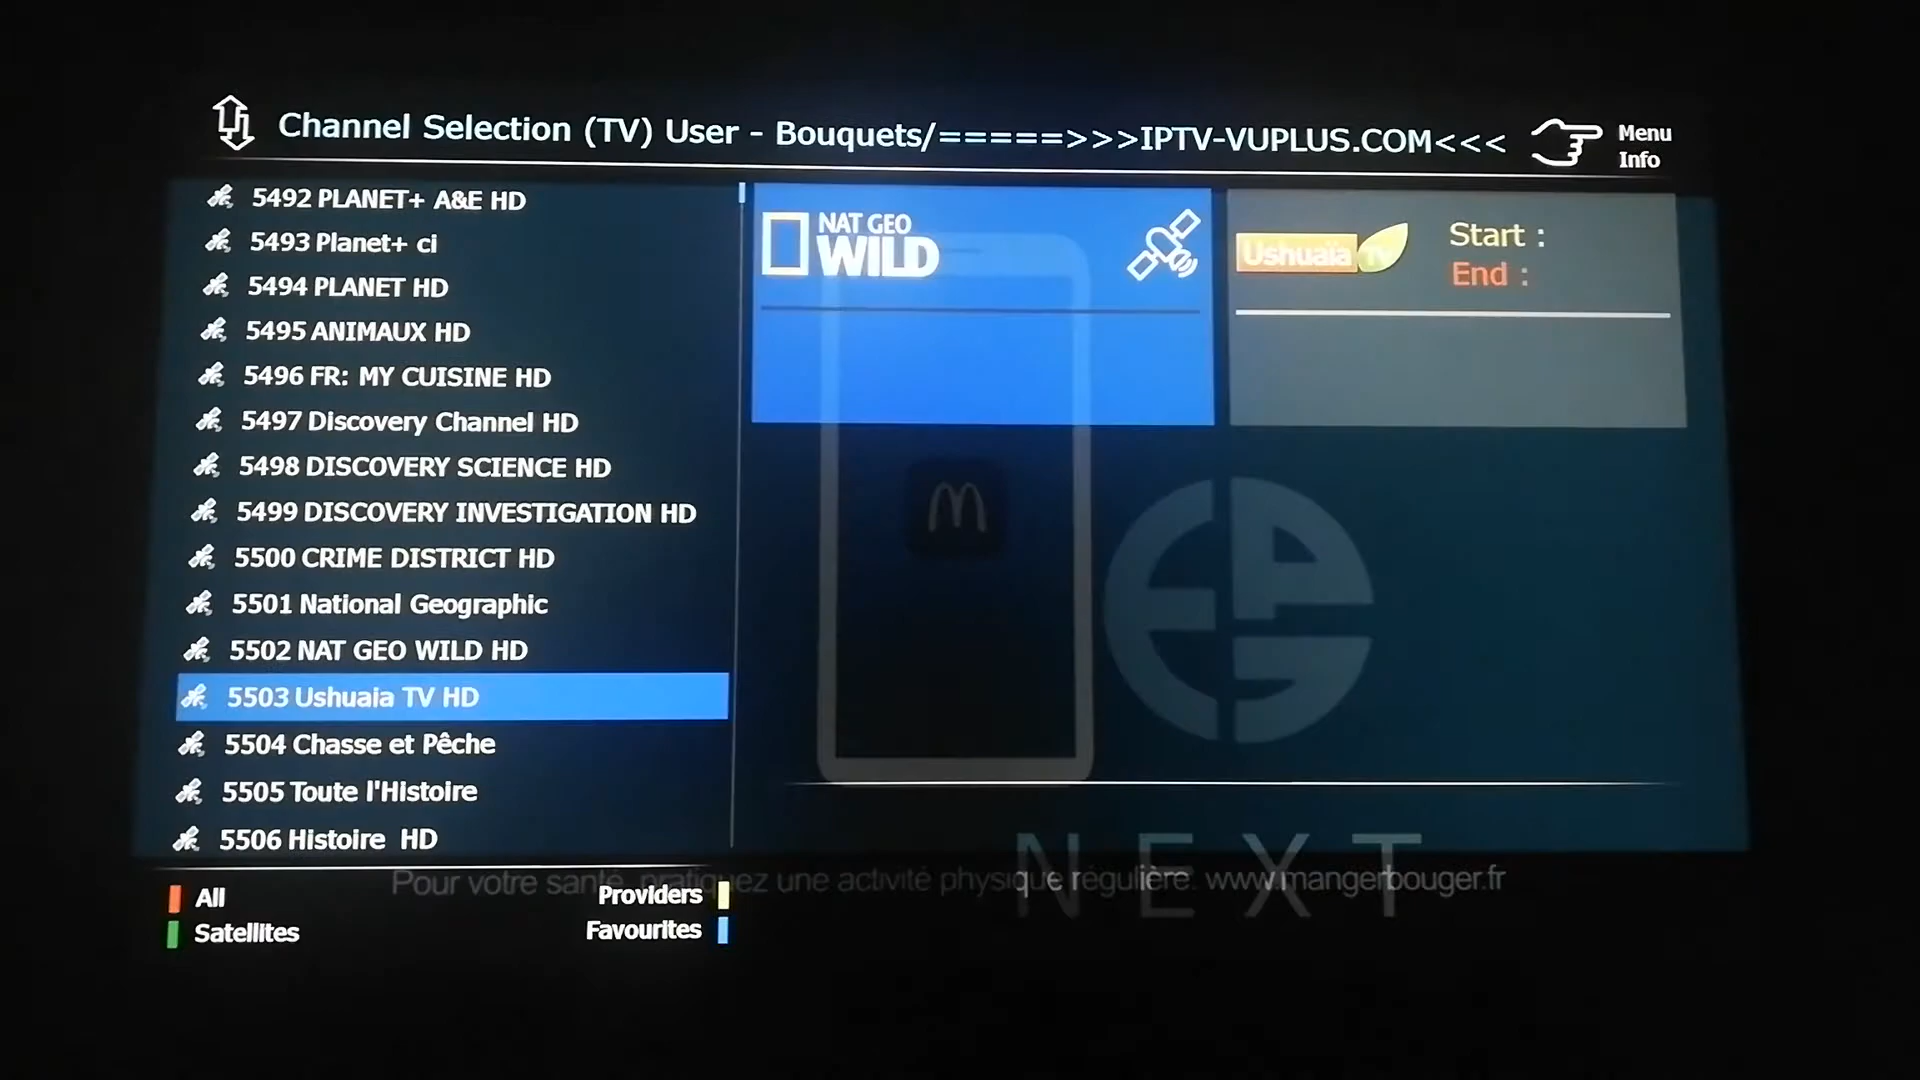 Channel Selection (TV) User - Bouquets/=====>>>IPTV-VUPLUS.COM<<<
Menu
Info
5492 PLANET+ A&E HD
5493 Planet+ ci
5494 PLANET HD
5495 ANIMAUX HD
5496 FR: MY CUISINE HD
5497 Discovery Channel HD
5498 DISCOVERY SCIENCE HD
5499 DISCOVERY INVESTIGATION HD
5500 CRIME DISTRICT HD
5501 National Geographic
5502 NAT GEO WILD HD
5503 Ushuaia TV HD
5504 Chasse et Pêche
5505 Toute l'Histoire
5506 Histoire  HD
NAT GEO
WILD
Ushuaïa TV
Start :
End :
EPG
NEXT
Pour votre santé, pratiquez une activité physique régulière. www.mangerbouger.fr
All
Providers
Satellites
Favourites